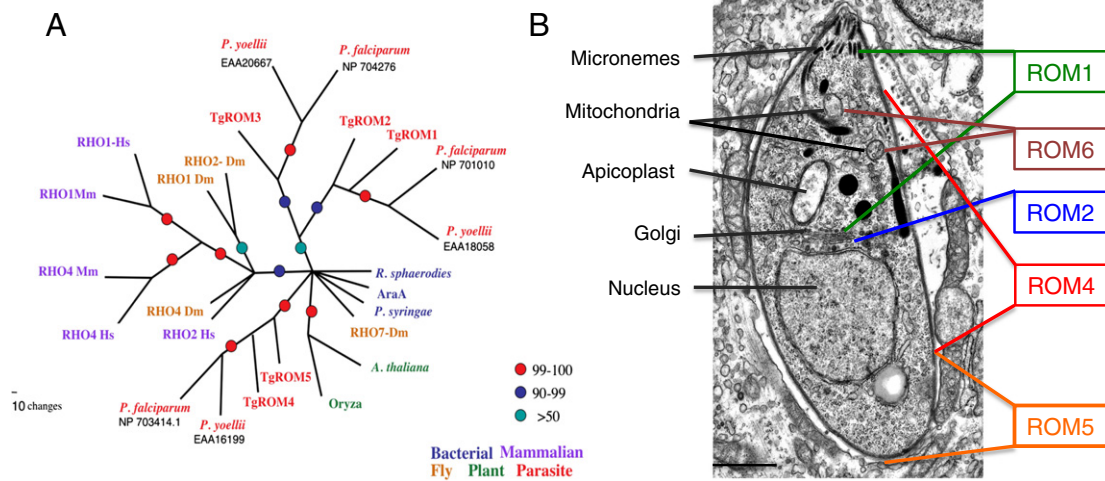 A
P. yoellii
EAA20667
P. falciparum
NP 704276
TgROM3
TgROM2
TgROM1
P. falciparum
NP 701010
RHO1-Hs
RHO2- Dm
RHO1 Dm
RHO1Mm
P. yoellii
EAA18058
RHO4 Mm
R. sphaerodies
AraA
P. syringae
RHO4 Dm
RHO4 Hs
RHO2 Hs
RHO7-Dm
A. thaliana
TgROM5
TgROM4
Oryza
P. falciparum
NP 703414.1
P. yoellii
EAA16199
10 changes
99-100
90-99
>50
Bacterial Mammalian
Fly Plant Parasite
B
Micronemes
Mitochondria
Apicoplast
Golgi
Nucleus
ROM1
ROM6
ROM2
ROM4
ROM5